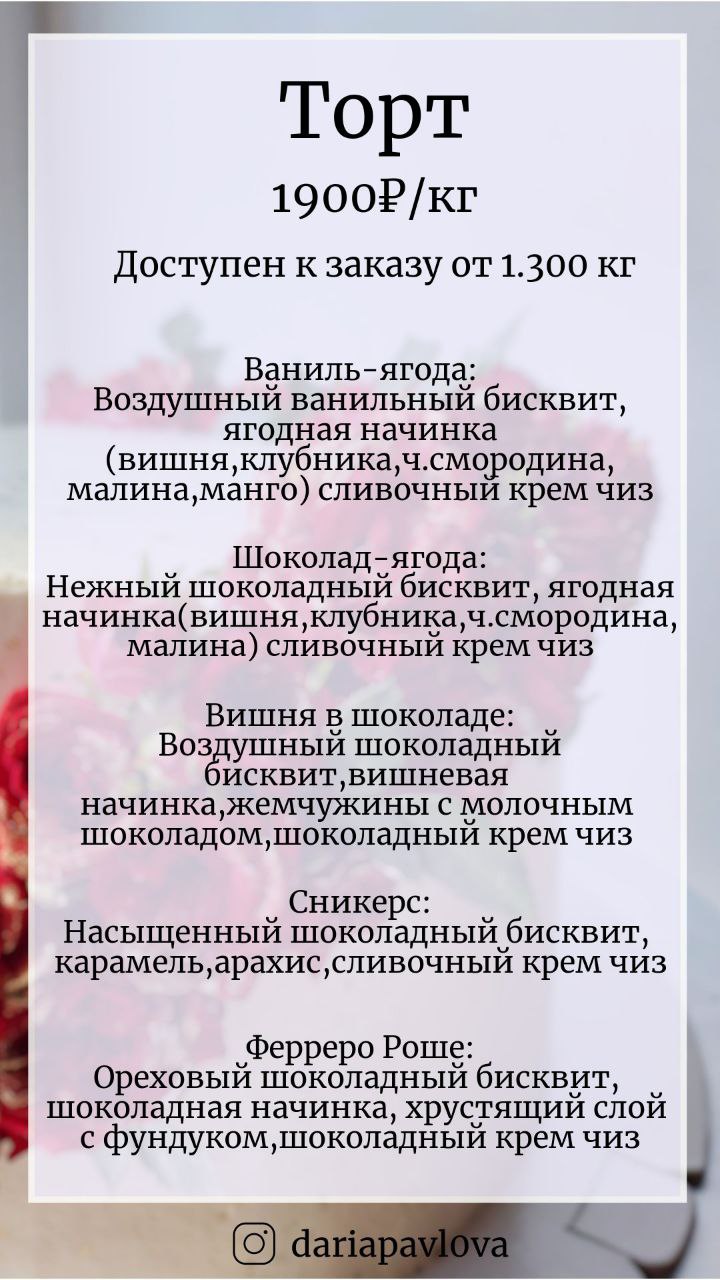 Торт
1900₽/кг
Доступен к заказу от 1.300 кг
Ваниль-ягода:
Воздушный ванильный бисквит,
ягодная начинка
(вишня,клубника,ч.смородина,
малина,манго) сливочный крем чиз
Шоколад-ягода:
Нежный шоколадный бисквит, ягодная
начинка(вишня,клубника,ч.смородина,
малина) сливочный крем чиз
Вишня в шоколаде:
Воздушный шоколадный
бисквит,вишневая
начинка,жемчужины с молочным
шоколадом,шоколадный крем чиз
Сникерс:
Насыщенный шоколадный бисквит,
карамель,арахис,сливочный крем чиз
Ферреро Роше:
Ореховый шоколадный бисквит,
шоколадная начинка, хрустящий слой
с фундуком,шоколадный крем чиз
dariapavlova